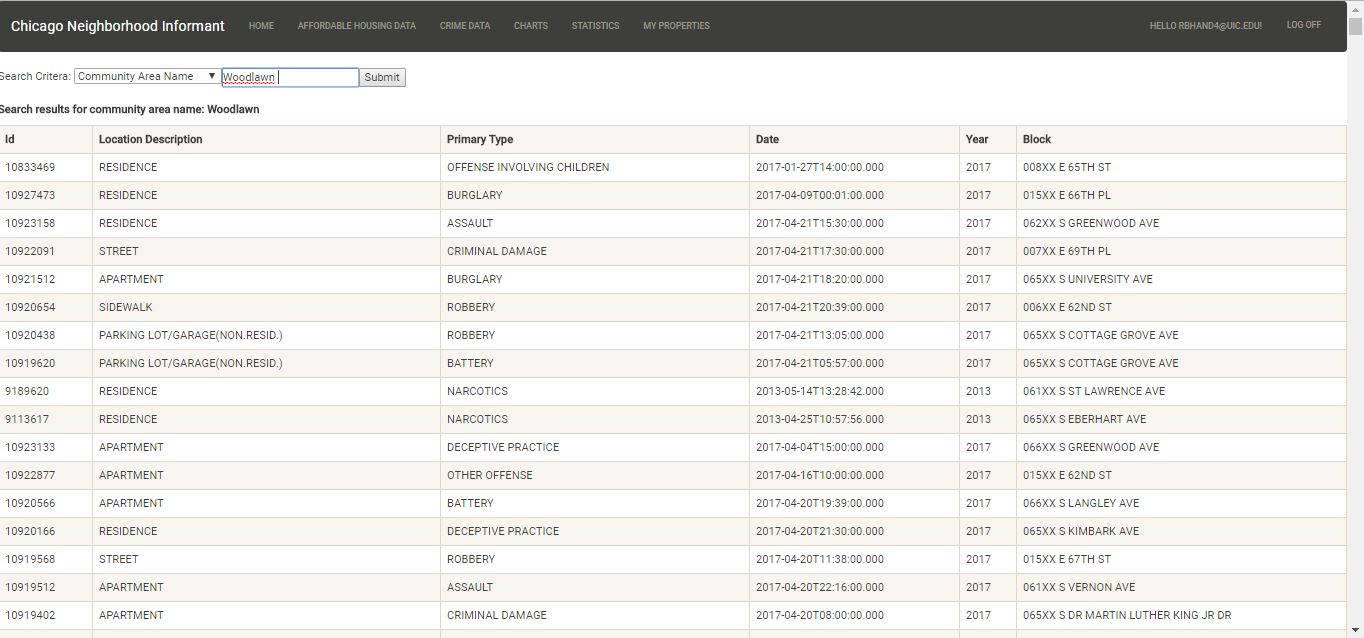 Chicago Neighborhood Informant HOME AFFORDABLE HOUSING DATA CRIME DATA CHARTS STATISTICS MY PROPERTIES HELLO RBHAND4@UIC.EDU! LOG OFF
Search Critera: Community Area Name Woodlawn Submit
Search results for community area name: Woodlawn
Id Location Description Primary Type Date Year Block
10833469 RESIDENCE OFFENSE INVOLVING CHILDREN 2017-01-27T14:00:00.000 2017 008XX E 65TH ST
10927473 RESIDENCE BURGLARY 2017-04-09T00:01:00.000 2017 015XX E 66TH PL
10923158 RESIDENCE ASSAULT 2017-04-21T15:30:00.000 2017 062XX S GREENWOOD AVE
10922091 STREET CRIMINAL DAMAGE 2017-04-21T17:30:00.000 2017 007XX E 69TH PL
10921512 APARTMENT BURGLARY 2017-04-21T18:20:00.000 2017 065XX S UNIVERSITY AVE
10920654 SIDEWALK ROBBERY 2017-04-21T20:39:00.000 2017 006XX E 62ND ST
10920438 PARKING LOT/GARAGE(NON.RESID.) ROBBERY 2017-04-21T13:05:00.000 2017 065XX S COTTAGE GROVE AVE
10919620 PARKING LOT/GARAGE(NON.RESID.) BATTERY 2017-04-21T05:57:00.000 2017 065XX S COTTAGE GROVE AVE
9189620 RESIDENCE NARCOTICS 2013-05-14T13:28:42.000 2013 061XX S ST LAWRENCE AVE
9113617 RESIDENCE NARCOTICS 2013-04-25T10:57:56.000 2013 065XX S EBERHART AVE
10923133 APARTMENT DECEPTIVE PRACTICE 2017-04-04T15:00:00.000 2017 066XX S GREENWOOD AVE
10922877 APARTMENT OTHER OFFENSE 2017-04-16T10:00:00.000 2017 015XX E 62ND ST
10920566 APARTMENT BATTERY 2017-04-20T19:39:00.000 2017 066XX S LANGLEY AVE
10920166 RESIDENCE DECEPTIVE PRACTICE 2017-04-20T21:30:00.000 2017 065XX S KIMBARK AVE
10919568 STREET ROBBERY 2017-04-20T11:38:00.000 2017 015XX E 67TH ST
10919512 APARTMENT ASSAULT 2017-04-20T22:16:00.000 2017 061XX S VERNON AVE
10919402 APARTMENT CRIMINAL DAMAGE 2017-04-20T08:00:00.000 2017 065XX S DR MARTIN LUTHER KING JR DR